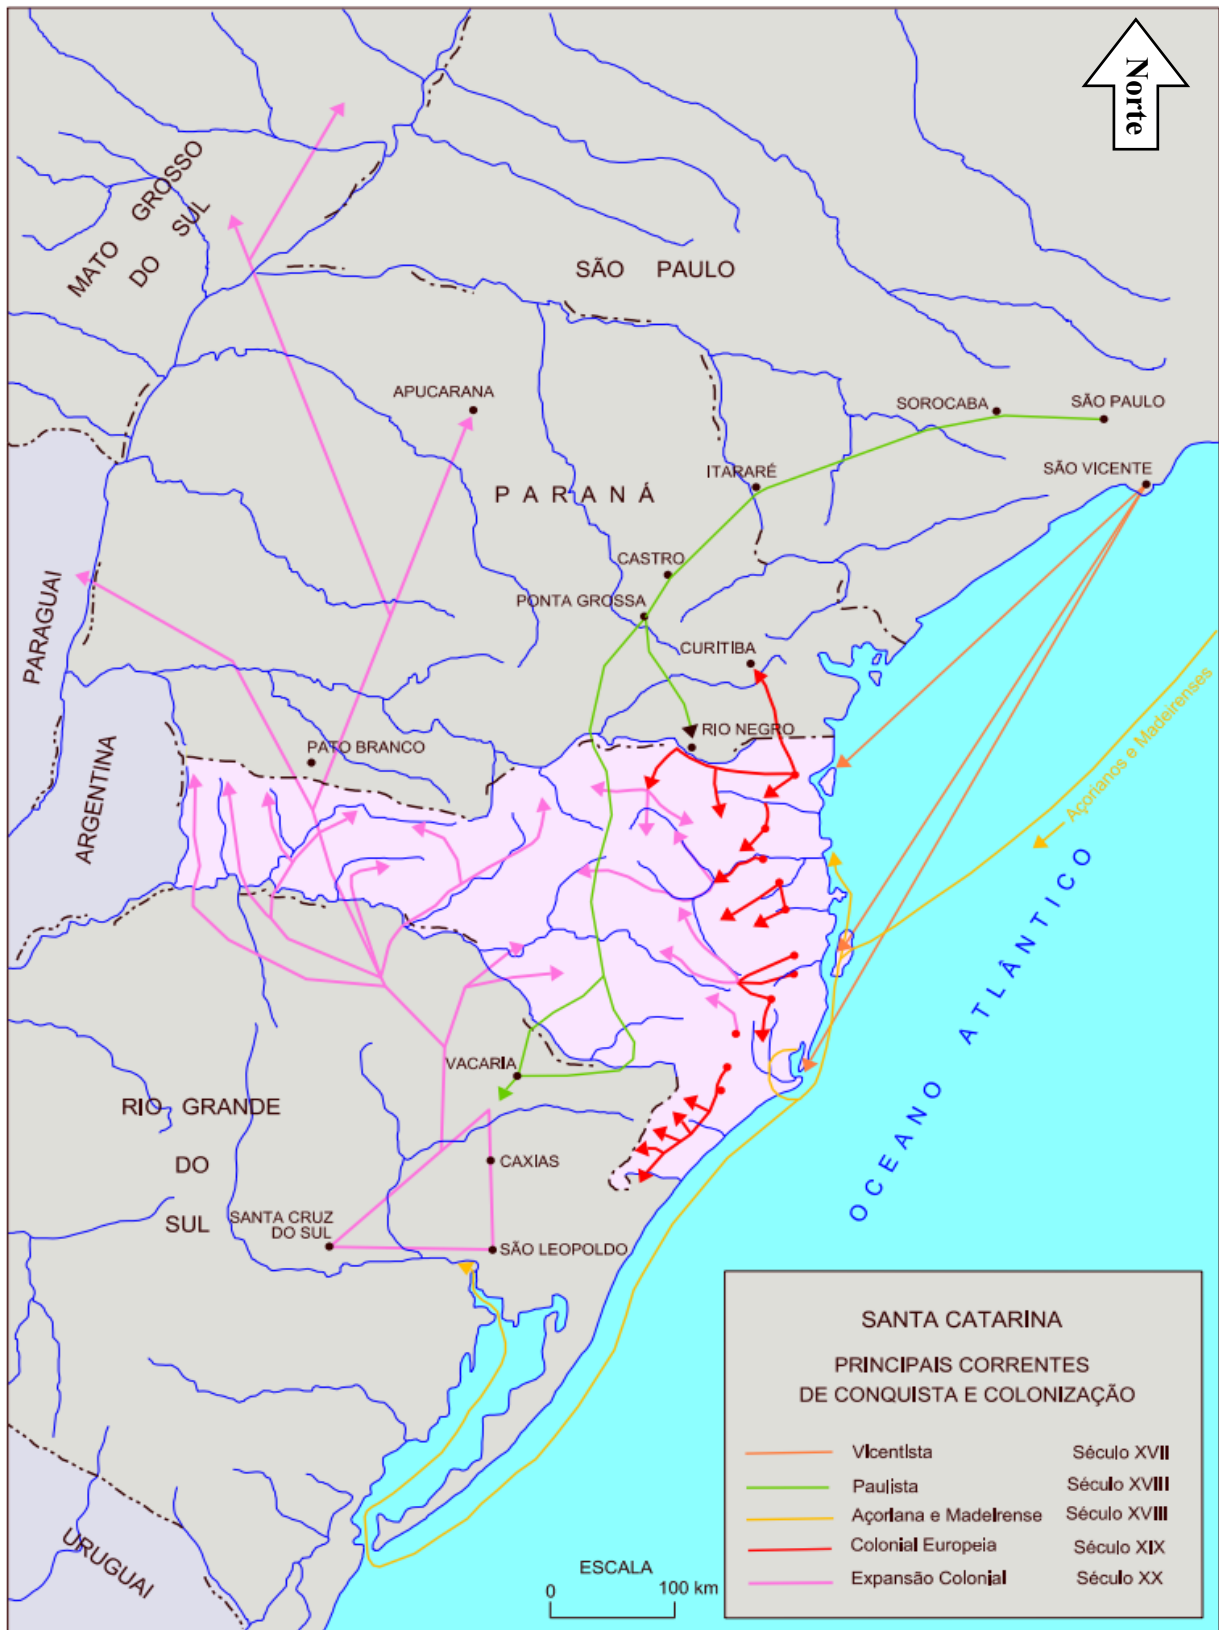 Norte
MATO GROSSO
DO SUL
SÃO PAULO
APUCARANA
SOROCABA
SÃO PAULO
ITARARÉ
SÃO VICENTE
PARANÁ
CASTRO
PONTA GROSSA
CURITIBA
PARAGUAI
RIO NEGRO
PATO BRANCO
ARGENTINA
Açorianos e Madeirenses
OCEANO ATLÂNTICO
VACARIA
RIO GRANDE
DO
SUL
CAXIAS
SANTA CRUZ
DO SUL
SÃO LEOPOLDO
URUGUAI
ESCALA
0 100 km
SANTA CATARINA
PRINCIPAIS CORRENTES
DE CONQUISTA E COLONIZAÇÃO
Vicentista Século XVII
Paulista Século XVIII
Açoriana e Madeirense Século XVIII
Colonial Europeia Século XIX
Expansão Colonial Século XX